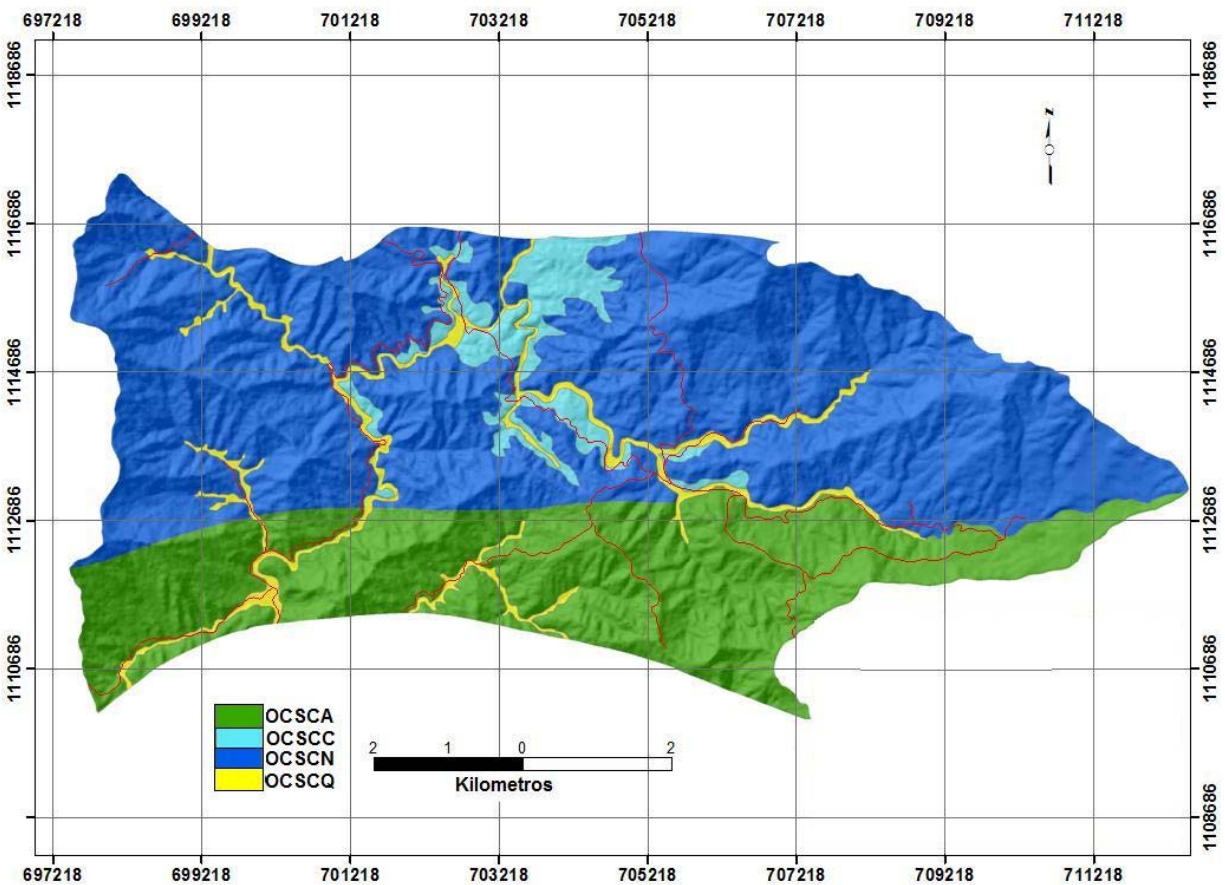 697218 699218 701218 703218 705218 707218 709218 711218
1118686 1118686
N
1116686 1116686
1114686 1114686
1112686 1112686
1110686 1110686
OCSCA
OCSCC
OCSCN
OCSCQ
2 1 0 2
Kilometros
1108686 1108686
697218 699218 701218 703218 705218 707218 709218 711218